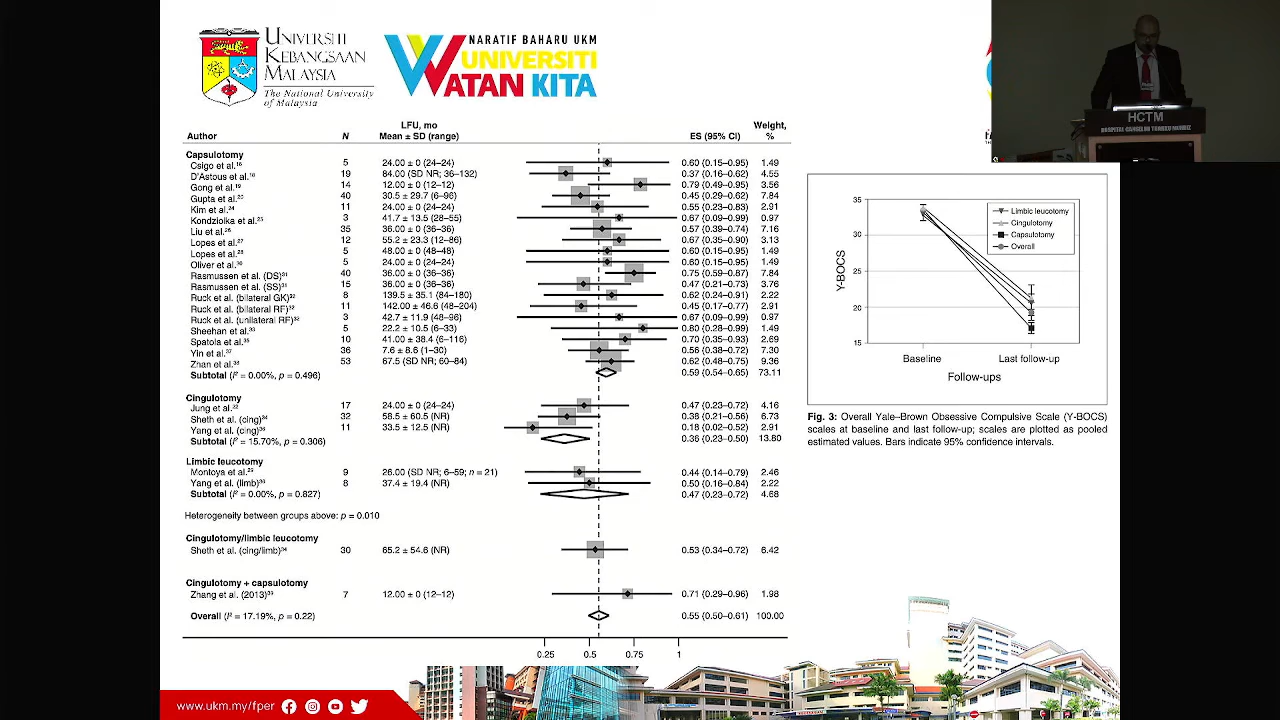 UNIVERSITI
KEBANGSAAN
MALAYSIA
The National University
of Malaysia
NARATIF BAHARU UKM
UNIVERSITI
WATAN KITA
HCTM
HOSPITAL CANSELOR TUANKU MUHRIZ
Author N LFU, mo Mean ± SD (range) ES (95% CI) Weight, %
Capsulotomy
Csigo et al.¹⁶ 5 24.00 ± 0 (24–24) 0.60 (0.15–0.95) 1.49
D'Astous et al.¹⁸ 19 84.00 (SD NR; 36–132) 0.37 (0.16–0.62) 4.55
Gong et al.¹⁹ 14 12.00 ± 0 (12–12) 0.79 (0.49–0.95) 3.56
Gupta et al.²⁰ 40 30.5 ± 29.7 (6–96) 0.45 (0.29–0.62) 7.84
Kim et al.²⁴ 11 24.00 ± 0 (24–24) 0.55 (0.23–0.83) 2.91
Kondziolka et al.²⁵ 3 41.7 ± 13.5 (28–55) 0.67 (0.09–0.99) 0.97
Liu et al.²⁶ 35 36.00 ± 0 (36–36) 0.57 (0.39–0.74) 7.16
Lopes et al.²⁷ 12 55.2 ± 23.3 (12–86) 0.67 (0.35–0.90) 3.13
Lopes et al.²⁸ 5 48.00 ± 0 (48–48) 0.60 (0.15–0.95) 1.49
Oliver et al.³⁰ 5 24.00 ± 0 (24–24) 0.60 (0.15–0.95) 1.49
Rasmussen et al. (DS)³¹ 40 36.00 ± 0 (36–36) 0.75 (0.59–0.87) 7.84
Rasmussen et al. (SS)³¹ 15 36.00 ± 0 (36–36) 0.47 (0.21–0.73) 3.76
Ruck et al. (bilateral GK)³² 8 139.5 ± 35.1 (84–180) 0.62 (0.24–0.91) 2.22
Ruck et al. (bilateral RF)³² 11 142.00 ± 46.6 (48–204) 0.45 (0.17–0.77) 2.91
Ruck et al. (unilateral RF)³² 3 42.7 ± 11.9 (48–96) 0.67 (0.09–0.99) 0.97
Sheehan et al.³³ 5 22.2 ± 10.5 (6–33) 0.80 (0.28–0.99) 1.49
Spatola et al.³⁵ 10 41.00 ± 38.4 (6–116) 0.70 (0.35–0.93) 2.69
Yin et al.³⁷ 36 7.6 ± 8.6 (1–30) 0.56 (0.38–0.72) 7.30
Zhan et al.³⁸ 53 67.5 (SD NR; 60–84) 0.62 (0.48–0.75) 9.36
Subtotal (I² = 0.00%, p = 0.496) 0.59 (0.54–0.65) 73.11
Cingulotomy
Jung et al.²² 17 24.00 ± 0 (24–24) 0.47 (0.23–0.72) 4.16
Sheth et al. (cing)³⁴ 32 58.5 ± 60.5 (NR) 0.38 (0.21–0.56) 6.73
Yang et al. (cing)³⁶ 11 33.5 ± 12.5 (NR) 0.18 (0.02–0.52) 2.91
Subtotal (I² = 15.70%, p = 0.306) 0.36 (0.23–0.50) 13.80
Limbic leucotomy
Montoya et al.²⁹ 9 26.00 (SD NR; 6–59; n = 21) 0.44 (0.14–0.79) 2.46
Yang et al. (limb)³⁶ 8 37.4 ± 19.4 (NR) 0.50 (0.16–0.84) 2.22
Subtotal (I² = 0.00%, p = 0.827) 0.47 (0.23–0.72) 4.68
Heterogeneity between groups above: p = 0.010
Cingulotomy/limbic leucotomy
Sheth et al. (cing/limb)³⁴ 30 65.2 ± 54.6 (NR) 0.53 (0.34–0.72) 6.42
Cingulotomy + capsulotomy
Zhang et al. (2013)³⁹ 7 12.00 ± 0 (12–12) 0.71 (0.29–0.96) 1.98
Overall (I² = 17.19%, p = 0.22) 0.55 (0.50–0.61) 100.00
0.25 0.5 0.75 1
35
30
25
20
15
Y-BOCS
Limbic leucotomy
Cingulotomy
Capsulotomy
Overall
Baseline Last follow-up
Follow-ups
Fig. 3: Overall Yale–Brown Obsessive Compulsive Scale (Y-BOCS)
scales at baseline and last follow-up; scales are plotted as pooled
estimated values. Bars indicate 95% confidence intervals.
www.ukm.my/fper